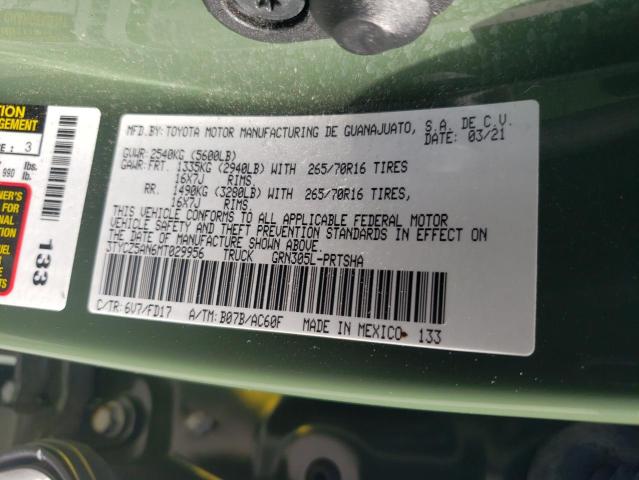 MFD.BY: TOYOTA MOTOR MANUFACTURING DE GUANAJUATO, S.A. DE C.V.
03/21
GVWR: 2540KG (5600LB)
GAWR: FRT. 1335KG (2940LB) WITH 265/70R16 TIRES
16X7J RIMS.
RR. 1490KG (3280LB) WITH 265/70R16 TIRES,
16X7J RIMS.
THIS VEHICLE CONFORMS TO ALL APPLICABLE FEDERAL MOTOR
VEHICLE SAFETY AND THEFT PREVENTION STANDARDS IN EFFECT ON
THE DATE OF MANUFACTURE SHOWN ABOVE.
3TYCZ5AN6MT029956 TRUCK GRN305L-PRTSHA
C/TR: 6V7/FD17 A/TM: B07B/AC60F MADE IN MEXICO 133
3
990
133